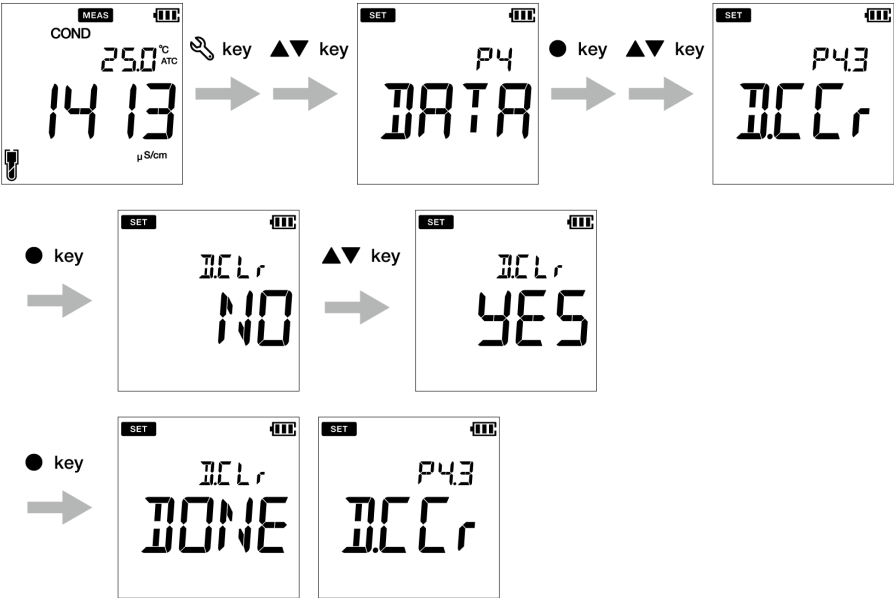 MEAS
COND
25.0 °C
ATC
1413
µS/cm
key
▲▼ key
SET
P4
DATA
● key
▲▼ key
SET
P4.3
D.CCr
● key
SET
D.CLr
NO
▲▼ key
SET
D.CLr
YES
● key
SET
D.CLr
DONE
SET
P4.3
D.CCr